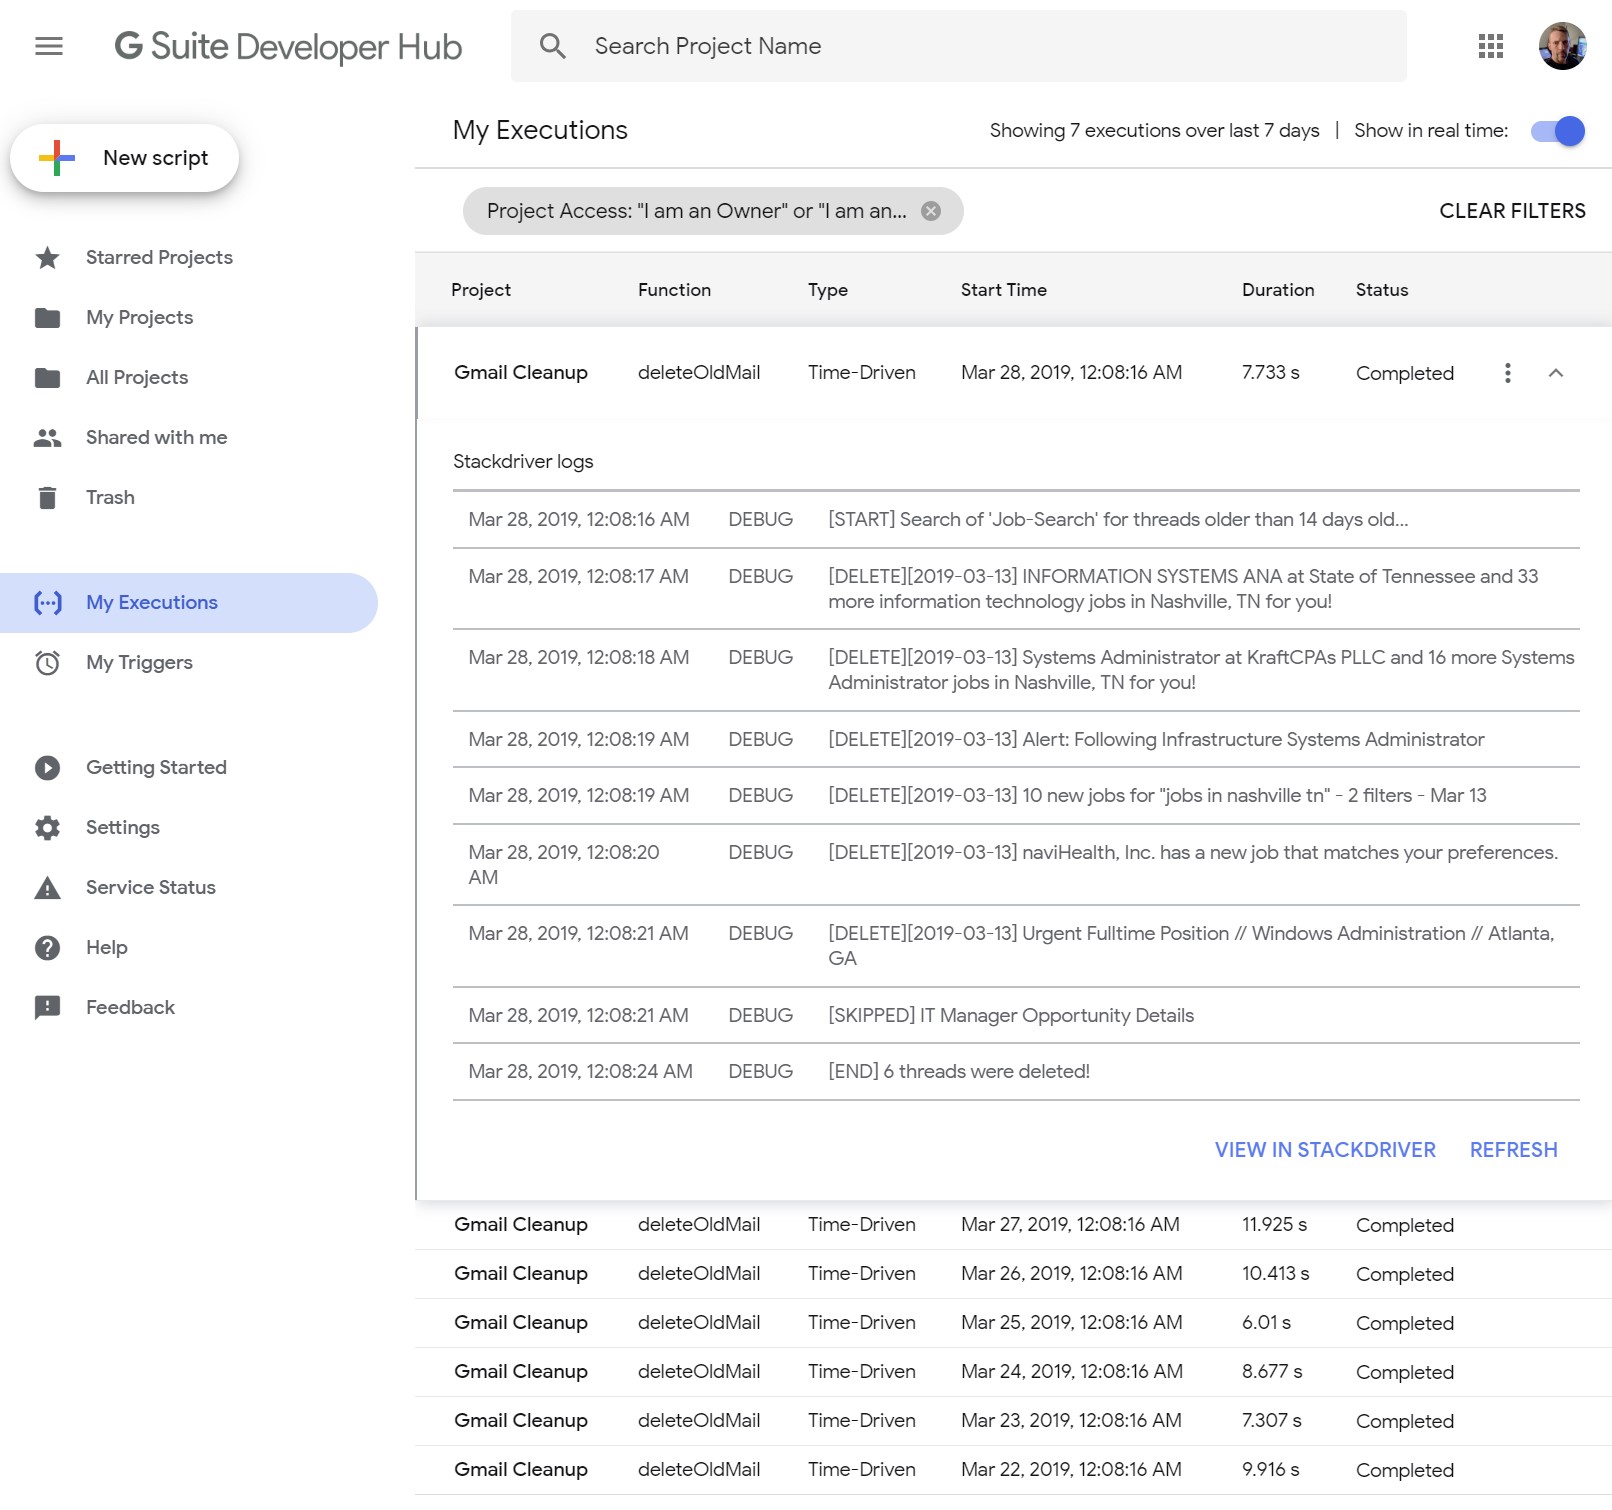 G Suite Developer Hub
Search Project Name
New script
Starred Projects
My Projects
All Projects
Shared with me
Trash
My Executions
My Triggers
Getting Started
Settings
Service Status
Help
Feedback
My Executions
Showing 7 executions over last 7 days | Show in real time:
Project Access: "I am an Owner" or "I am an...
CLEAR FILTERS
Project Function Type Start Time Duration Status
Gmail Cleanup deleteOldMail Time-Driven Mar 28, 2019, 12:08:16 AM 7.733 s Completed
Stackdriver logs
Mar 28, 2019, 12:08:16 AM DEBUG [START] Search of 'Job-Search' for threads older than 14 days old...
Mar 28, 2019, 12:08:17 AM DEBUG [DELETE][2019-03-13] INFORMATION SYSTEMS ANA at State of Tennessee and 33
more information technology jobs in Nashville, TN for you!
Mar 28, 2019, 12:08:18 AM DEBUG [DELETE][2019-03-13] Systems Administrator at KraftCPAs PLLC and 16 more Systems
Administrator jobs in Nashville, TN for you!
Mar 28, 2019, 12:08:19 AM DEBUG [DELETE][2019-03-13] Alert: Following Infrastructure Systems Administrator
Mar 28, 2019, 12:08:19 AM DEBUG [DELETE][2019-03-13] 10 new jobs for "jobs in nashville tn" - 2 filters - Mar 13
Mar 28, 2019, 12:08:20 DEBUG [DELETE][2019-03-13] naviHealth, Inc. has a new job that matches your preferences.
AM
Mar 28, 2019, 12:08:21 AM DEBUG [DELETE][2019-03-13] Urgent Fulltime Position // Windows Administration // Atlanta,
GA
Mar 28, 2019, 12:08:21 AM DEBUG [SKIPPED] IT Manager Opportunity Details
Mar 28, 2019, 12:08:24 AM DEBUG [END] 6 threads were deleted!
VIEW IN STACKDRIVER REFRESH
Gmail Cleanup deleteOldMail Time-Driven Mar 27, 2019, 12:08:16 AM 11.925 s Completed
Gmail Cleanup deleteOldMail Time-Driven Mar 26, 2019, 12:08:16 AM 10.413 s Completed
Gmail Cleanup deleteOldMail Time-Driven Mar 25, 2019, 12:08:16 AM 6.01 s Completed
Gmail Cleanup deleteOldMail Time-Driven Mar 24, 2019, 12:08:16 AM 8.677 s Completed
Gmail Cleanup deleteOldMail Time-Driven Mar 23, 2019, 12:08:16 AM 7.307 s Completed
Gmail Cleanup deleteOldMail Time-Driven Mar 22, 2019, 12:08:16 AM 9.916 s Completed